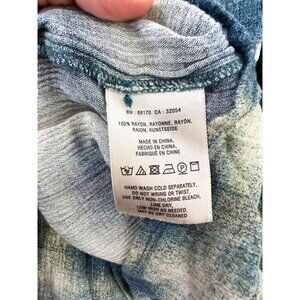 RN : 66170 CA : 32054
100% RAYON, RAYONNE, RAYÓN,
RAION, KUNSTSEIDE
MADE IN CHINA,
HECHO EN CHINA,
FABRIQUÉ EN CHINE
HAND WASH COLD SEPARATELY,
DO NOT WRING OR TWIST,
USE ONLY NON-CHLORINE BLEACH,
LINE DRY,
LOW IRON AS NEEDED,
MAY BE DRY CLEANED